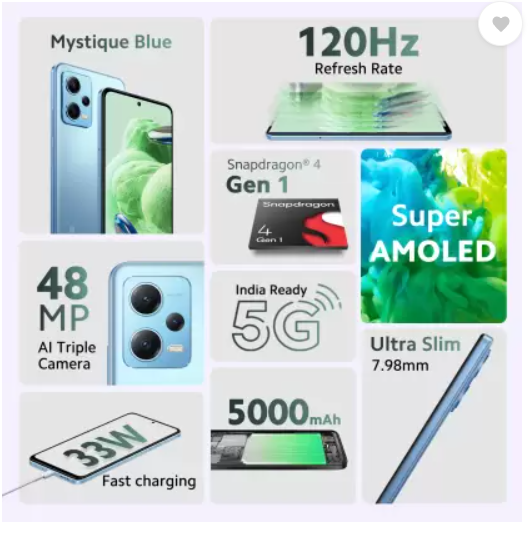 Mystique Blue
120Hz
Refresh Rate
Snapdragon® 4
Gen 1
Snapdragon
4
Gen 1
Super
AMOLED
48
MP
AI Triple
Camera
India Ready
5G
Ultra Slim
7.98mm
33W
Fast charging
5000mAh